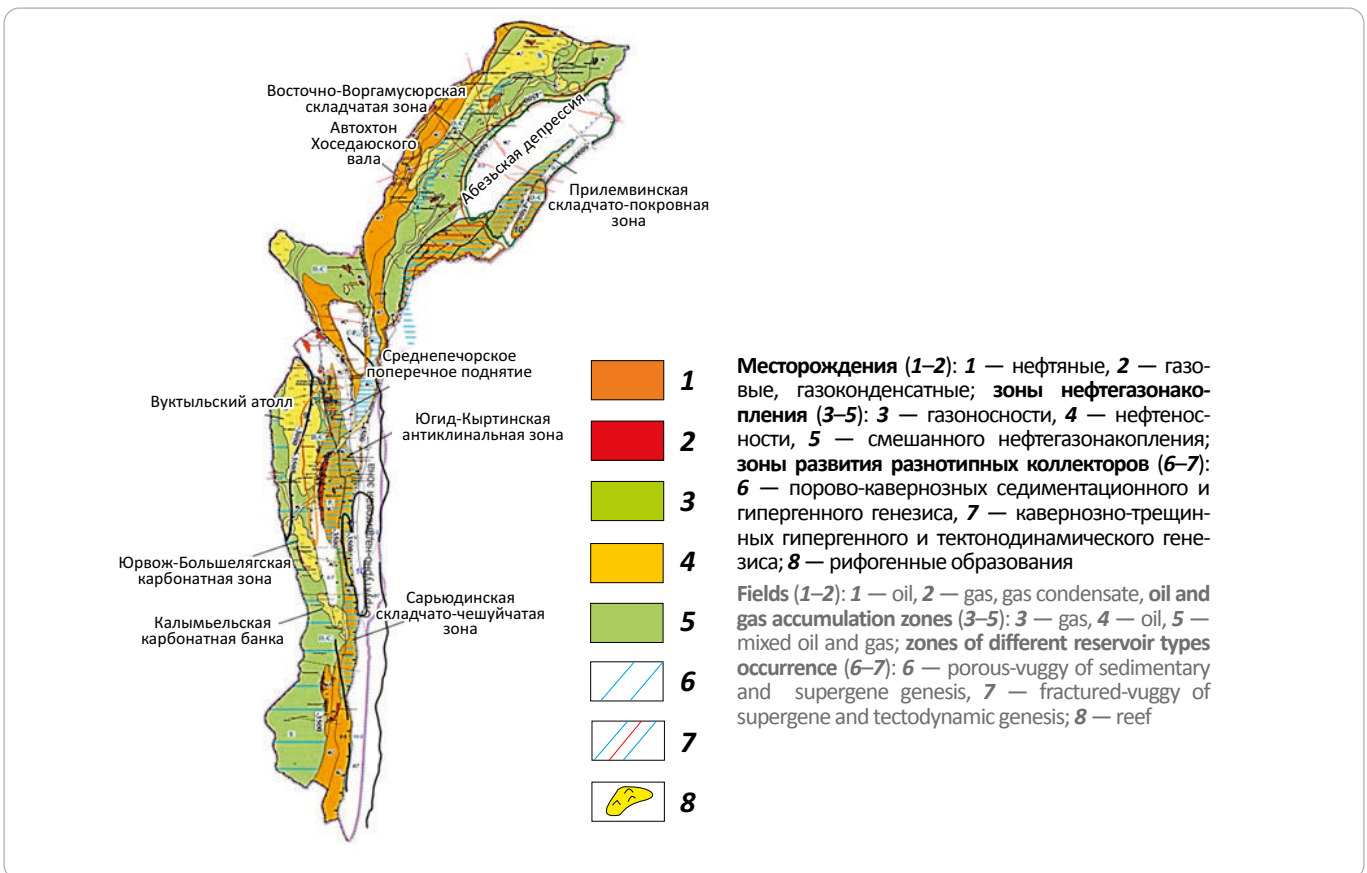 Восточно-Воргамусюрская
складчатая зона
Автохтон
Хоседаюского
вала
Абезьская депрессия
Прилемвинская
складчато-покровная
зона
Среднепечорское
поперечное поднятие
Вуктыльский атолл
Югид-Кыртинская
антиклинальная зона
Структурно-надвиговая зона
Юрвож-Большелягская
карбонатная зона
Сарьюдинская
складчато-чешуйчатая
зона
Калымьельская
карбонатная банка
1
2
3
4
5
6
7
8
Месторождения (1–2): 1 — нефтяные, 2 — газо-
вые, газоконденсатные; зоны нефтегазонако-
пления (3–5): 3 — газоносности, 4 — нефтенос-
ности, 5 — смешанного нефтегазонакопления;
зоны развития разнотипных коллекторов (6–7):
6 — порово-кавернозных седиментационного и
гипергенного генезиса, 7 — кавернозно-трещин-
ных гипергенного и тектонодинамического гене-
зиса; 8 — рифогенные образования
Fields (1–2): 1 — oil, 2 — gas, gas condensate, oil and
gas accumulation zones (3–5): 3 — gas, 4 — oil, 5 —
mixed oil and gas; zones of different reservoir types
occurrence (6–7): 6 — porous-vuggy of sedimentary
and supergene genesis, 7 — fractured-vuggy of
supergene and tectodynamic genesis; 8 — reef